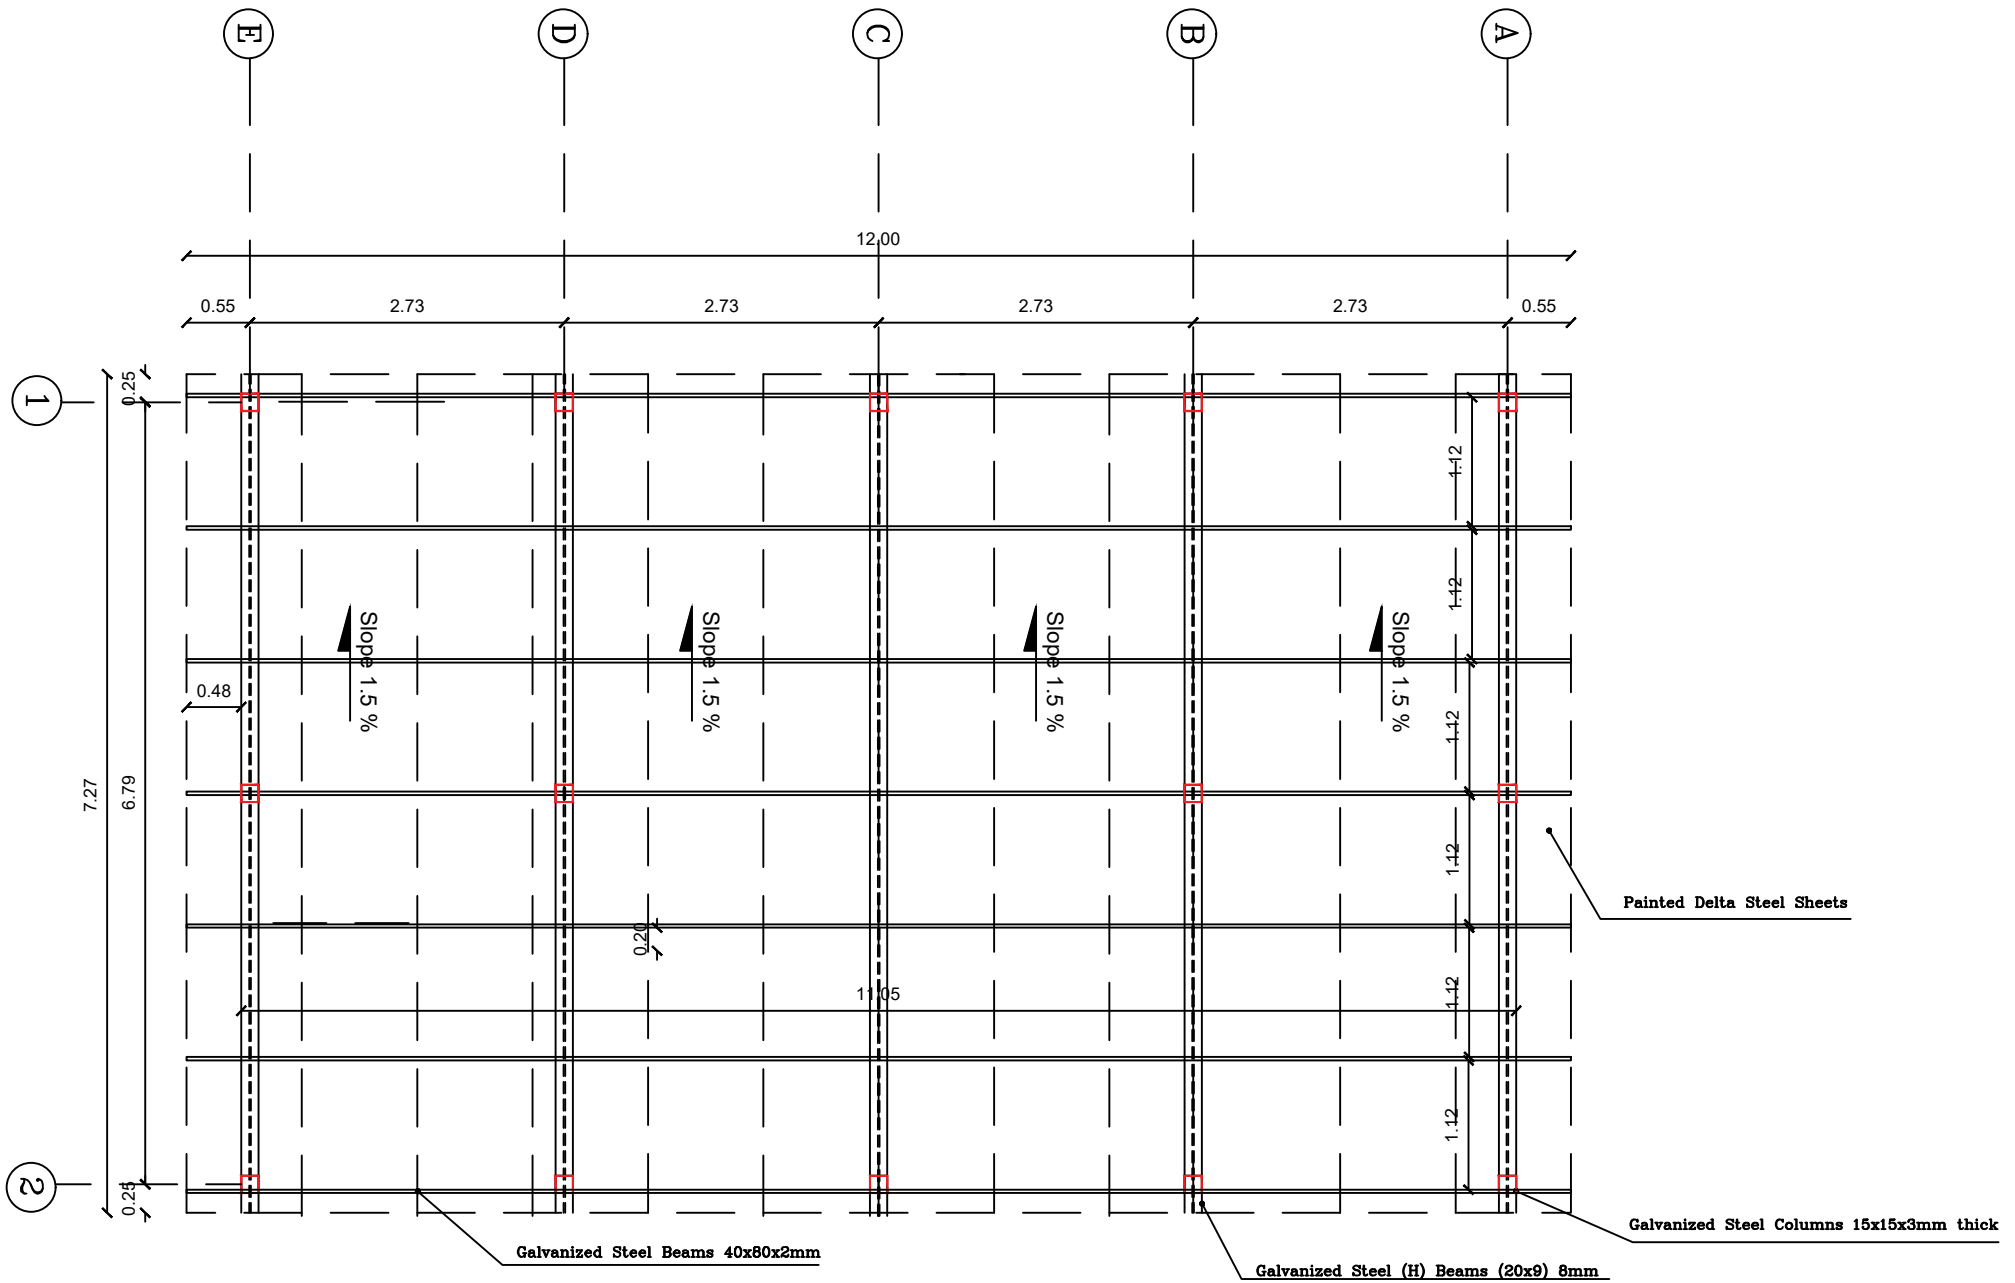 E
D
C
B
A
12.00
0.55
2.73
2.73
2.73
2.73
0.55
0.25
1
1.12
1.12
Slope 1.5 %
Slope 1.5 %
Slope 1.5 %
Slope 1.5 %
0.48
1.12
7.27
6.79
1.12
Painted Delta Steel Sheets
0.20
11.05
1.12
1.12
2
0.25
Galvanized Steel Columns 15x15x3mm thick
Galvanized Steel Beams 40x80x2mm
Galvanized Steel (H) Beams (20x9) 8mm